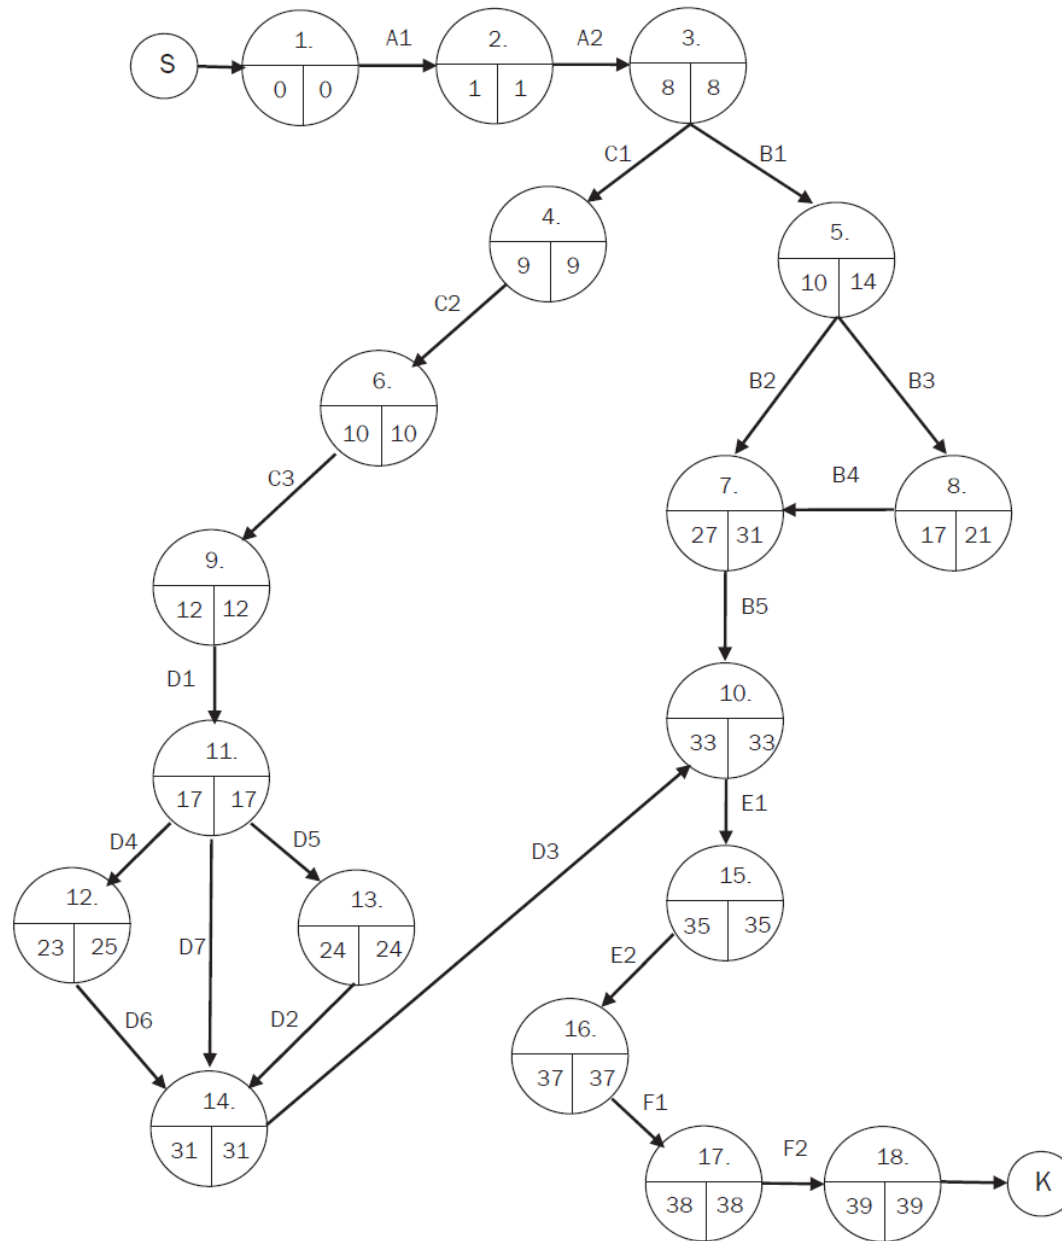 S
1.
0 0
A1
2.
1 1
A2
3.
8 8
C1
B1
4.
9 9
5.
10 14
C2
B2
B3
6.
10 10
7.
27 31
B4
8.
17 21
C3
9.
12 12
B5
D1
10.
33 33
11.
17 17
E1
D4
D5
D3
15.
35 35
12.
23 25
13.
24 24
D7
E2
D6
D2
16.
37 37
14.
31 31
F1
17.
38 38
F2
18.
39 39
K